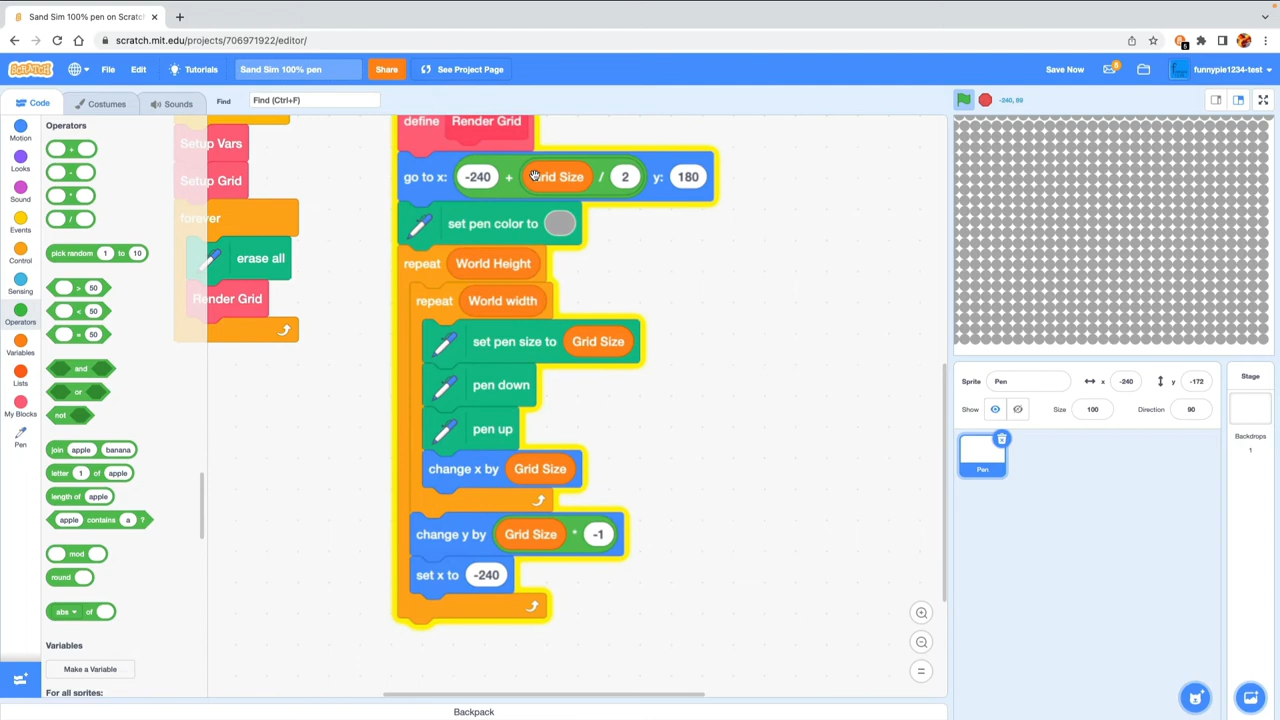 Sand Sim 100% pen on Scratch
scratch.mit.edu/projects/706971922/editor/
5
SCRATCH
File
Edit
Tutorials
Sand Sim 100% pen
Share
See Project Page
Save Now
5
funnypie1234-test
Code
Costumes
Sounds
Find
Find (Ctrl+F)
-240, 89
Motion
Looks
Sound
Events
Control
Sensing
Operators
Variables
Lists
My Blocks
Pen
Operators
+
-
*
/
pick random 1 to 10
> 50
< 50
= 50
and
or
not
join apple banana
letter 1 of apple
length of apple
apple contains a ?
mod
round
abs of
Variables
Make a Variable
For all sprites:
Setup Vars
Setup Grid
forever
erase all
Render Grid
define Render Grid
go to x: -240 + Grid Size / 2 y: 180
set pen color to
repeat World Height
repeat World width
set pen size to Grid Size
pen down
pen up
change x by Grid Size
change y by Grid Size * -1
set x to -240
Backpack
Sprite Pen x -240 y -172
Show Size 100 Direction 90
Pen
Stage
Backdrops
1